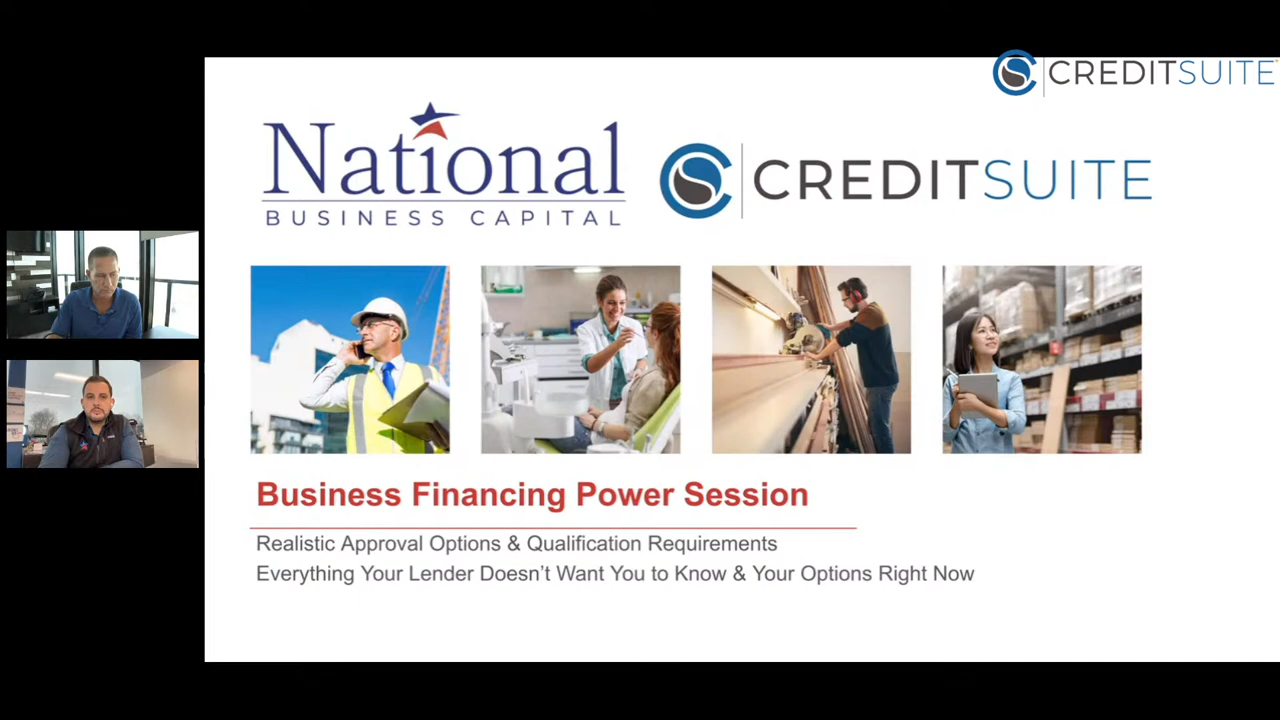 CREDITSUITE
National
BUSINESS CAPITAL
CREDITSUITE
Business Financing Power Session
Realistic Approval Options & Qualification Requirements
Everything Your Lender Doesn't Want You to Know & Your Options Right Now